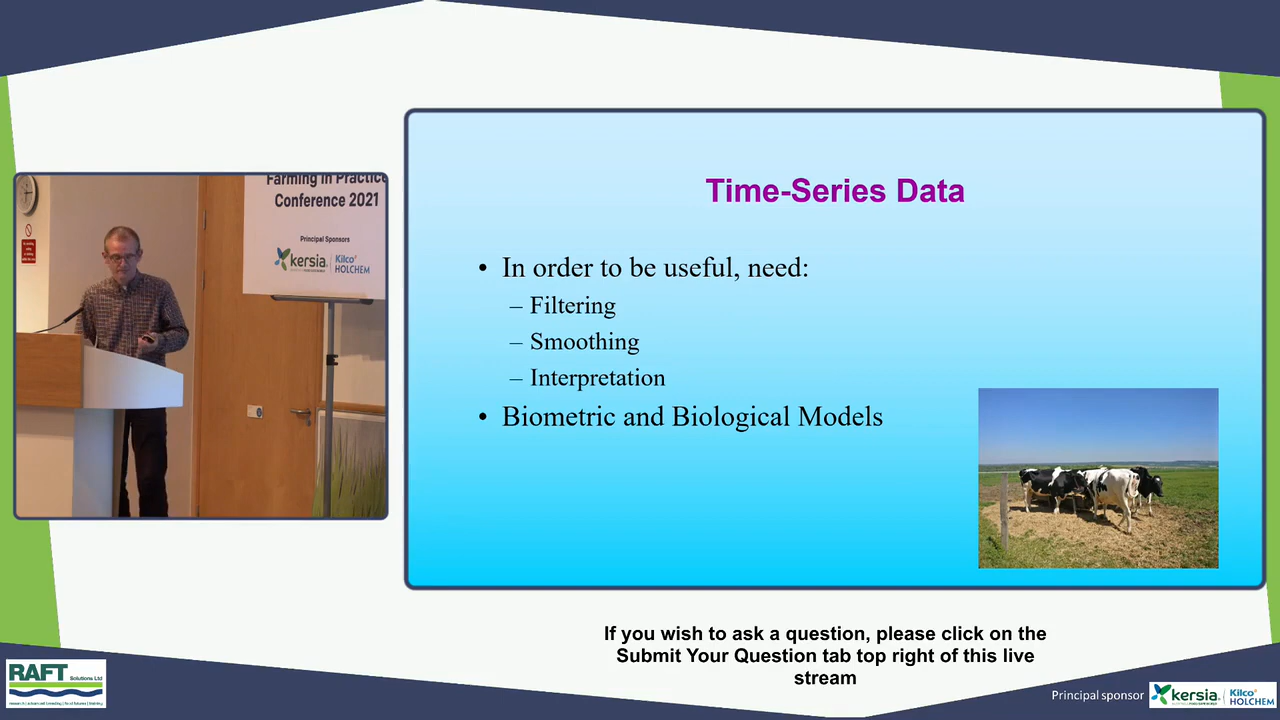 Farming in Practice
Conference 2021
Principal Sponsors
kersia
Kilco
HOLCHEM
Time-Series Data
• In order to be useful, need:
– Filtering
– Smoothing
– Interpretation
• Biometric and Biological Models
If you wish to ask a question, please click on the
Submit Your Question tab top right of this live
stream
RAFT
Solutions Ltd
Principal sponsor
kersia
Kilco
HOLCHEM